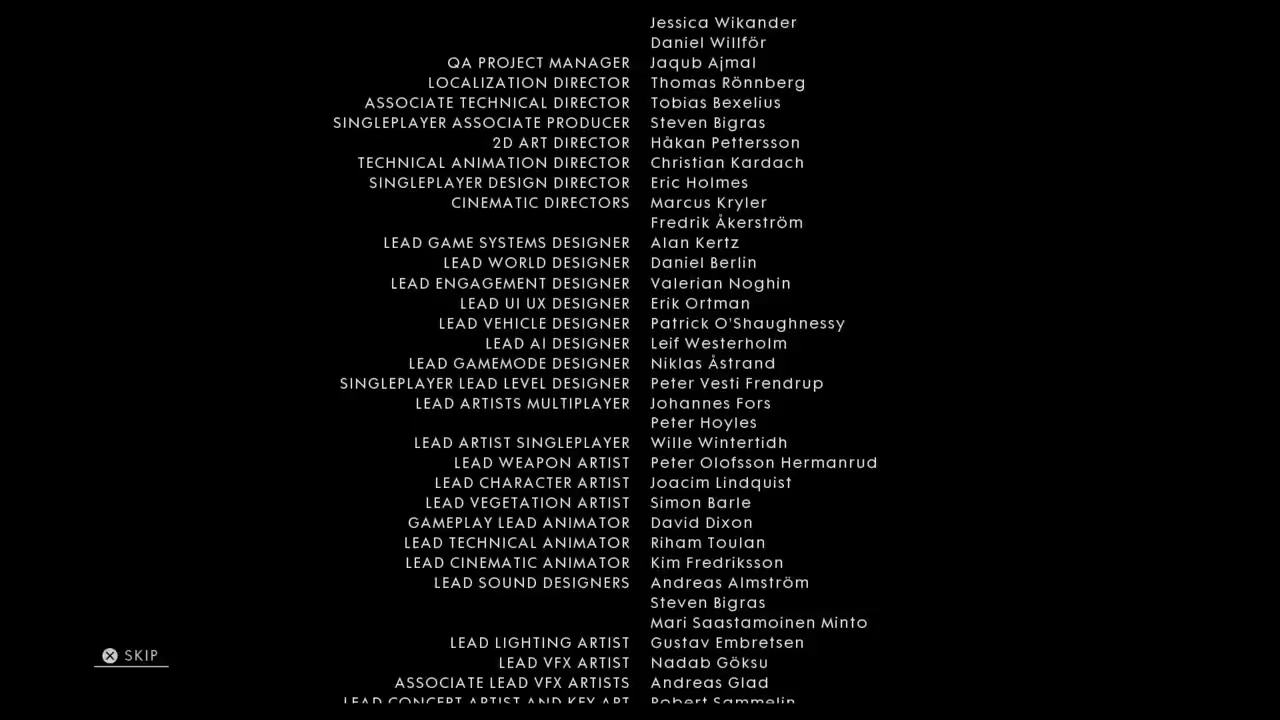 Jessica Wikander
Daniel Willför
QA PROJECT MANAGER Jaqub Ajmal
LOCALIZATION DIRECTOR Thomas Rönnberg
ASSOCIATE TECHNICAL DIRECTOR Tobias Bexelius
SINGLEPLAYER ASSOCIATE PRODUCER Steven Bigras
2D ART DIRECTOR Håkan Pettersson
TECHNICAL ANIMATION DIRECTOR Christian Kardach
SINGLEPLAYER DESIGN DIRECTOR Eric Holmes
CINEMATIC DIRECTORS Marcus Kryler
Fredrik Åkerström
LEAD GAME SYSTEMS DESIGNER Alan Kertz
LEAD WORLD DESIGNER Daniel Berlin
LEAD ENGAGEMENT DESIGNER Valerian Noghin
LEAD UI UX DESIGNER Erik Ortman
LEAD VEHICLE DESIGNER Patrick O'Shaughnessy
LEAD AI DESIGNER Leif Westerholm
LEAD GAMEMODE DESIGNER Niklas Åstrand
SINGLEPLAYER LEAD LEVEL DESIGNER Peter Vesti Frendrup
LEAD ARTISTS MULTIPLAYER Johannes Fors
Peter Hoyles
LEAD ARTIST SINGLEPLAYER Wille Wintertidh
LEAD WEAPON ARTIST Peter Olofsson Hermanrud
LEAD CHARACTER ARTIST Joacim Lindquist
LEAD VEGETATION ARTIST Simon Barle
GAMEPLAY LEAD ANIMATOR David Dixon
LEAD TECHNICAL ANIMATOR Riham Toulan
LEAD CINEMATIC ANIMATOR Kim Fredriksson
LEAD SOUND DESIGNERS Andreas Almström
Steven Bigras
Mari Saastamoinen Minto
LEAD LIGHTING ARTIST Gustav Embretsen
SKIP
LEAD VFX ARTIST Nadab Göksu
ASSOCIATE LEAD VFX ARTISTS Andreas Glad
LEAD CONCEPT ARTIST AND KEY ART Robert Sammelin